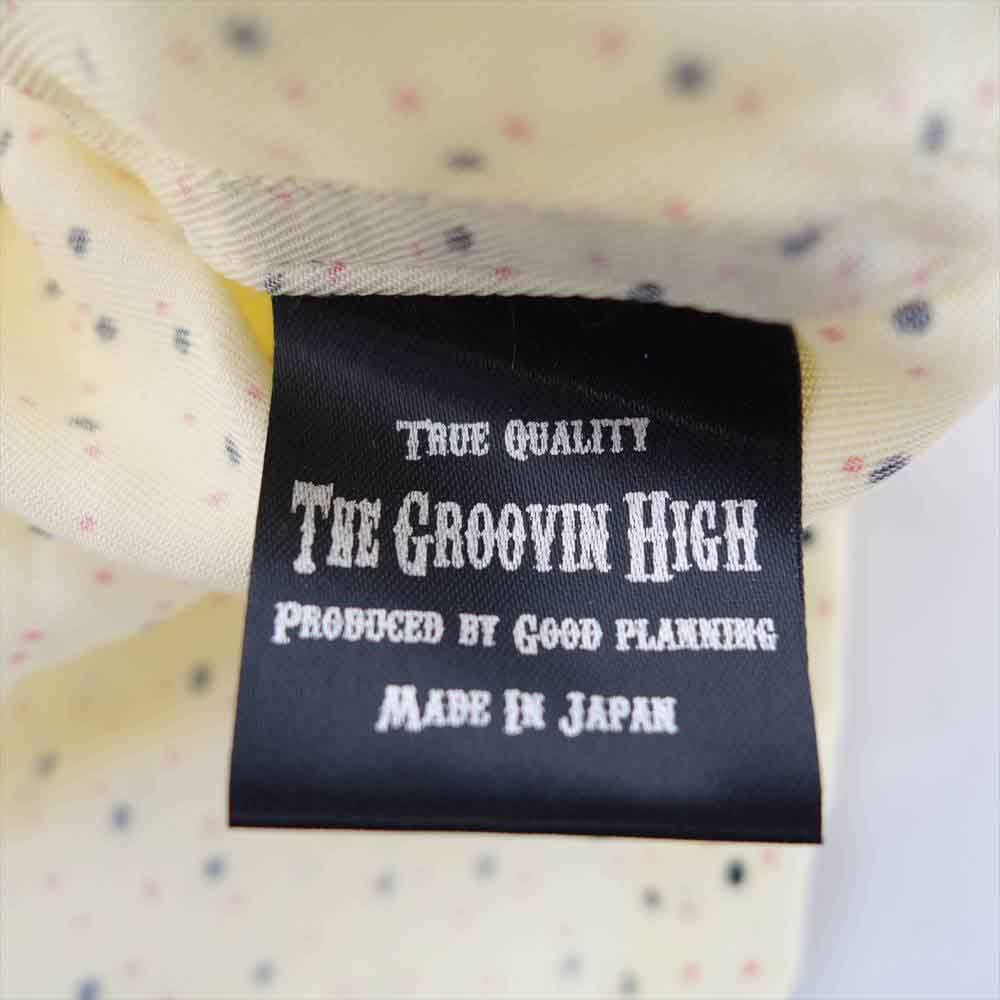 TRUE QUALITY
THE GROOVIN HIGH
PRODUCED BY GOOD PLANNING
MADE IN JAPAN